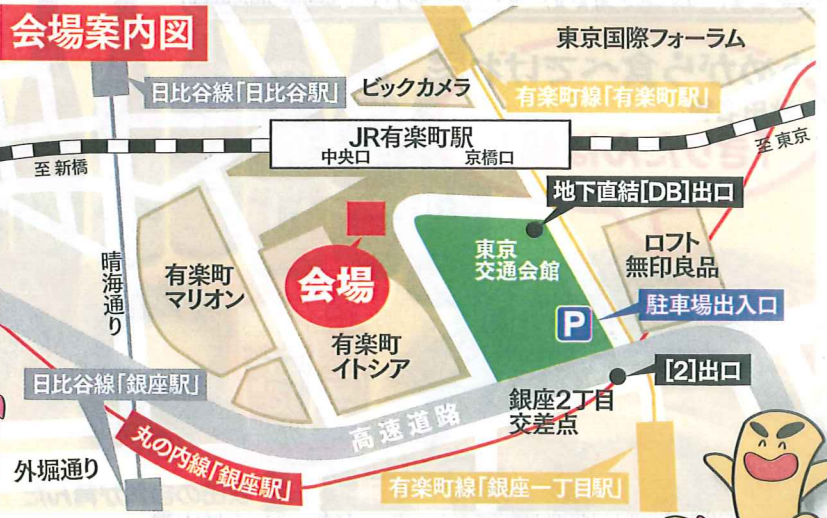 会場案内図
東京国際フォーラム
日比谷線「日比谷駅」
ビックカメラ
有楽町線「有楽町駅」
JR有楽町駅
中央口
京橋口
至新橋
至東京
地下直結[DB]出口
東京
交通会館
ロフト
無印良品
晴海通り
有楽町
マリオン
会場
有楽町
イトシア
P
駐車場出入口
日比谷線「銀座駅」
[2]出口
銀座2丁目
交差点
高速道路
外堀通り
丸の内線「銀座駅」
有楽町線「銀座一丁目駅」